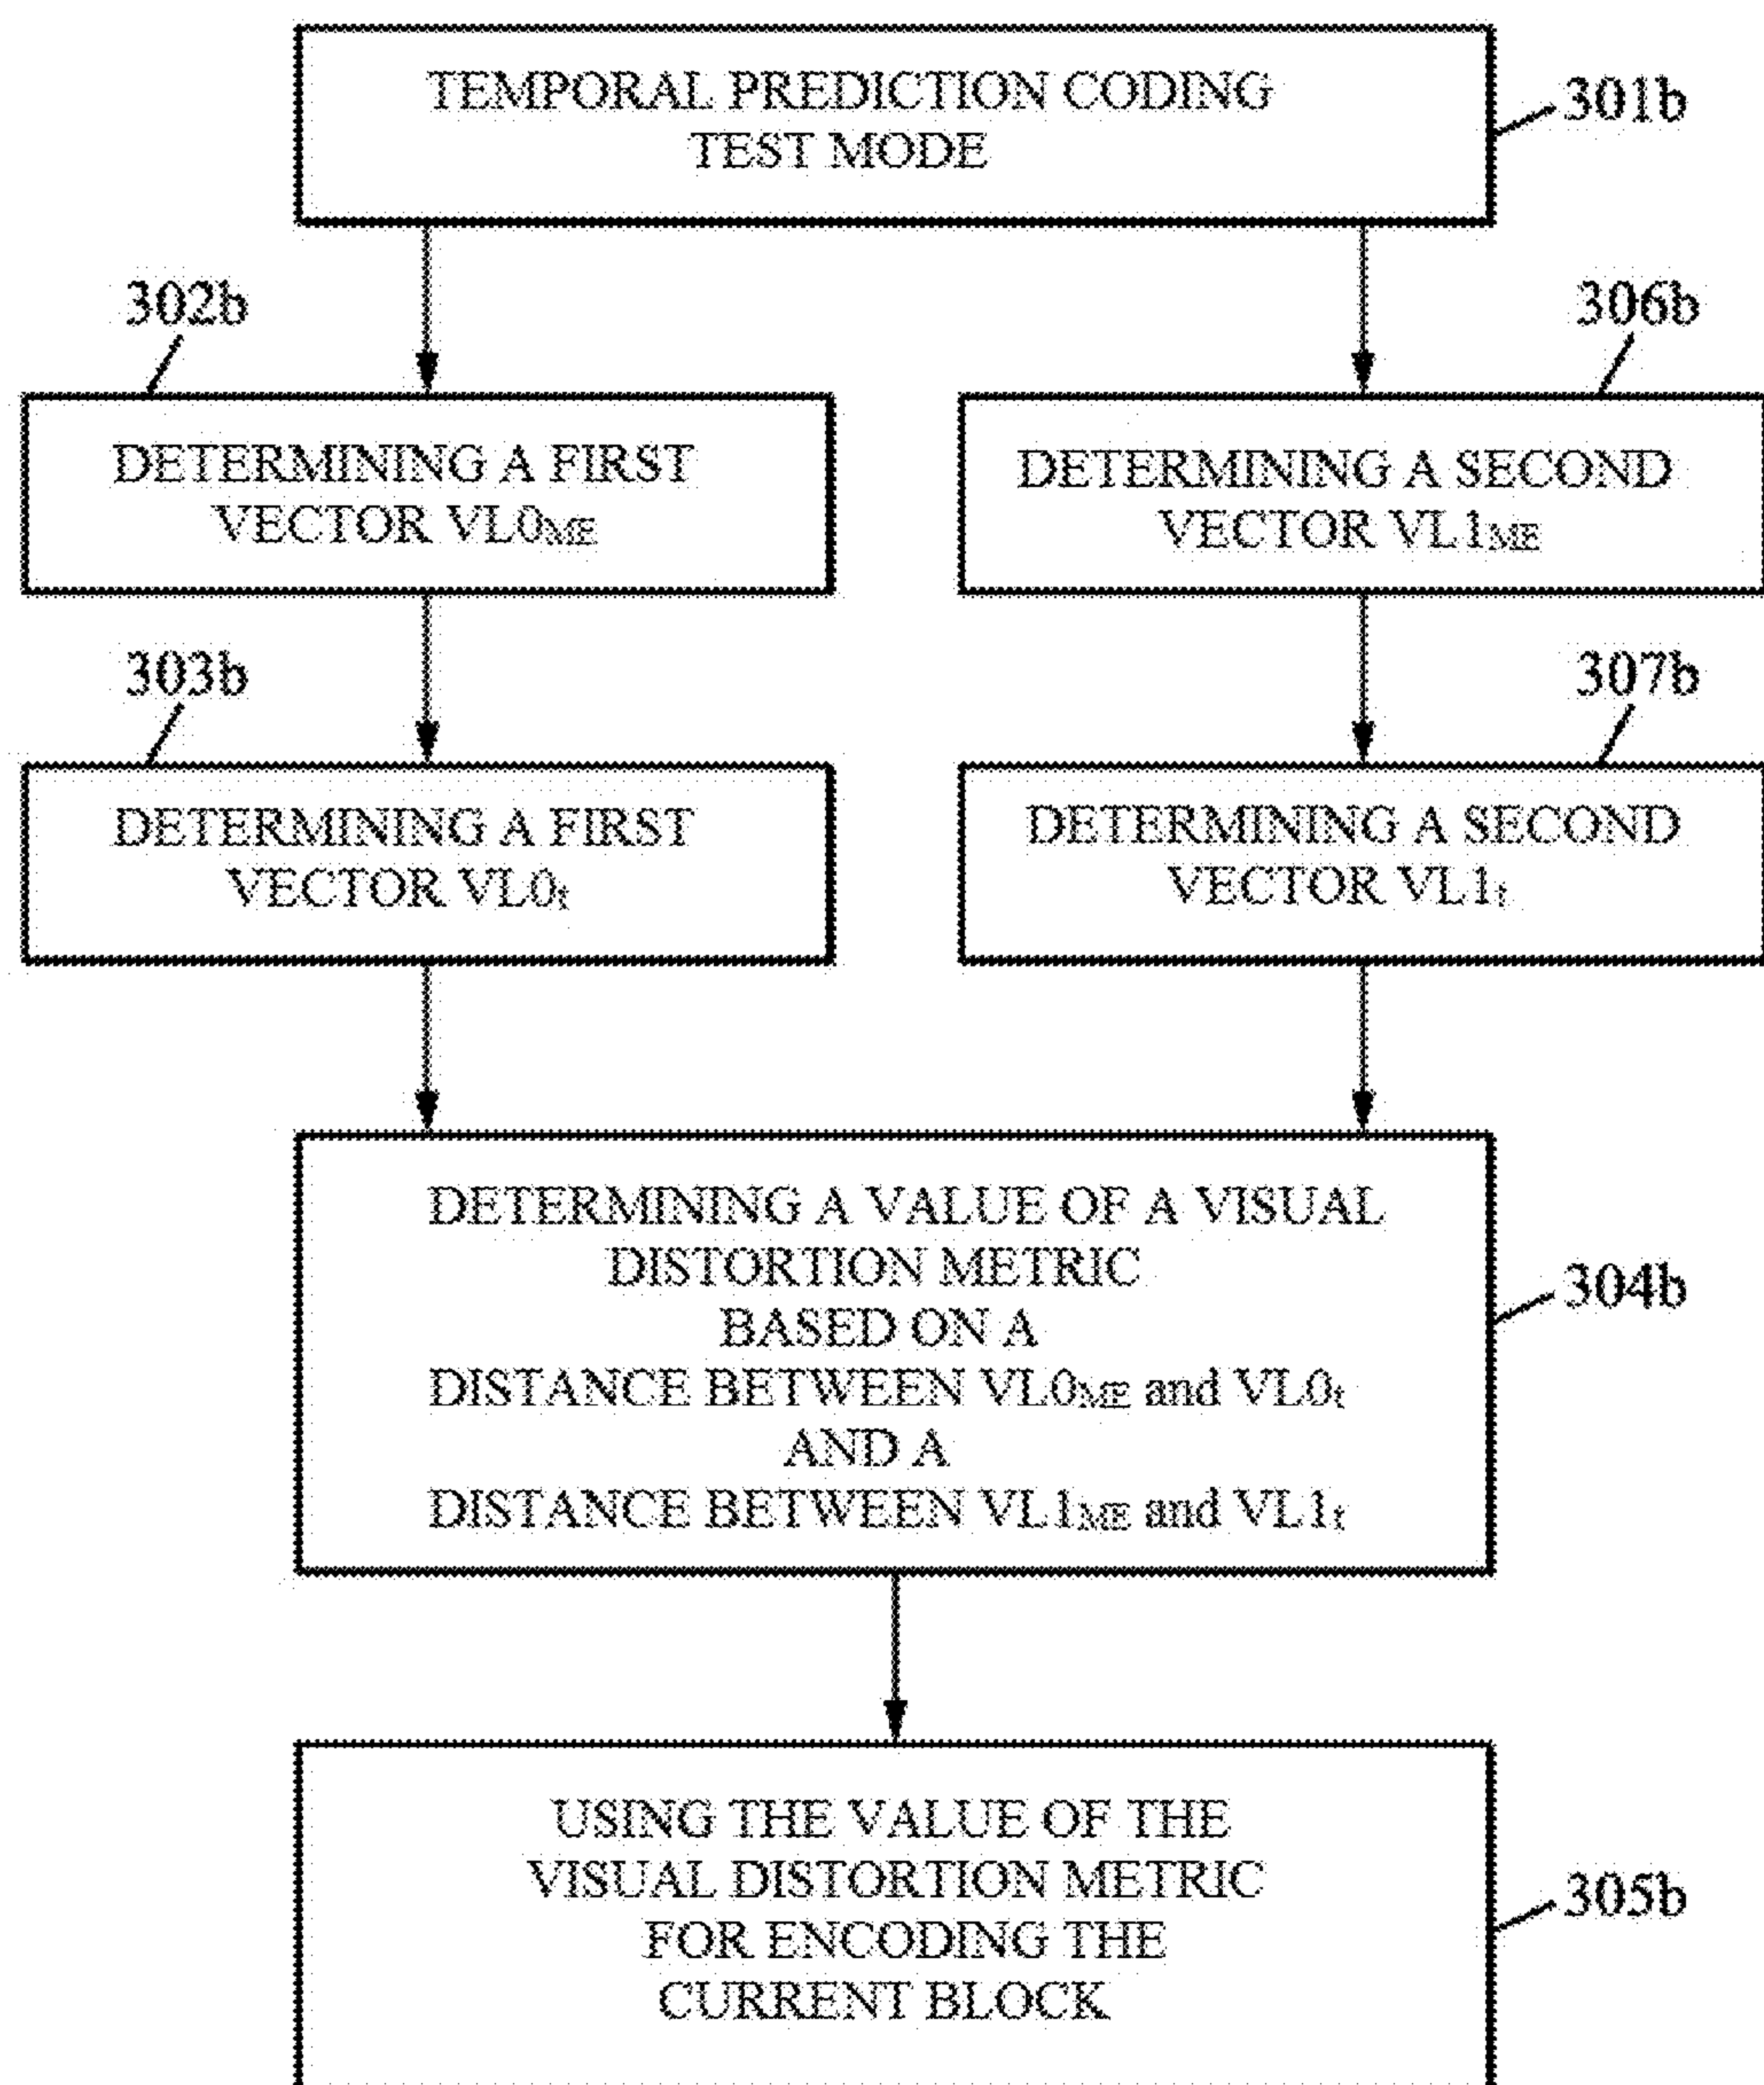 TEMPORAL PREDICTION CODING
TEST MODE
301b
302b
306b
DETERMINING A FIRST
VECTOR VL0ME
DETERMINING A SECOND
VECTOR VL1ME
303b
307b
DETERMINING A FIRST
VECTOR VL0t
DETERMINING A SECOND
VECTOR VL1t
DETERMINING A VALUE OF A VISUAL
DISTORTION METRIC
BASED ON A
DISTANCE BETWEEN VL0ME and VL0t
AND A
DISTANCE BETWEEN VL1ME and VL1t
304b
USING THE VALUE OF THE
VISUAL DISTORTION METRIC
FOR ENCODING THE
CURRENT BLOCK
305b